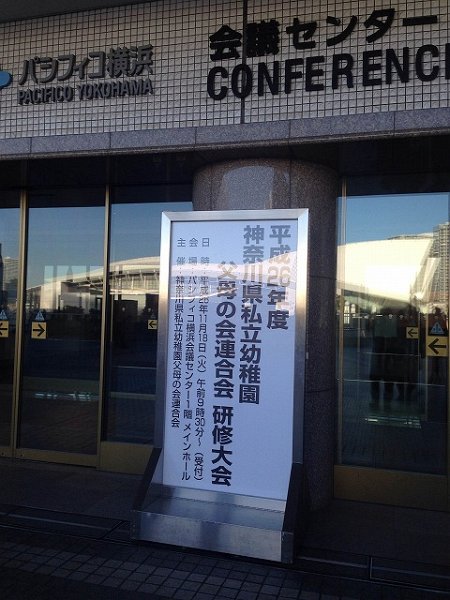 パシフィコ横浜
PACIFICO YOKOHAMA
会議センター
CONFERENCE
平成26年度
神奈川県私立幼稚園
父母の会連合会 研修大会
日 時：平成26年11月18日（火）午前9時30分～（受付）
会 場：パシフィコ横浜会議センター1階 メインホール
主 催：神奈川県私立幼稚園父母の会連合会